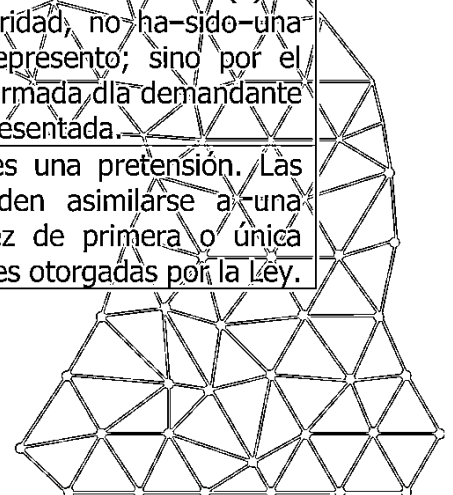 ridad, no ha sido una
epresento; sino por el
rmada dla demandante
esentada.
es una pretensión. Las
den asimilarse a una
ez de primera o única
es otorgadas por la Ley.